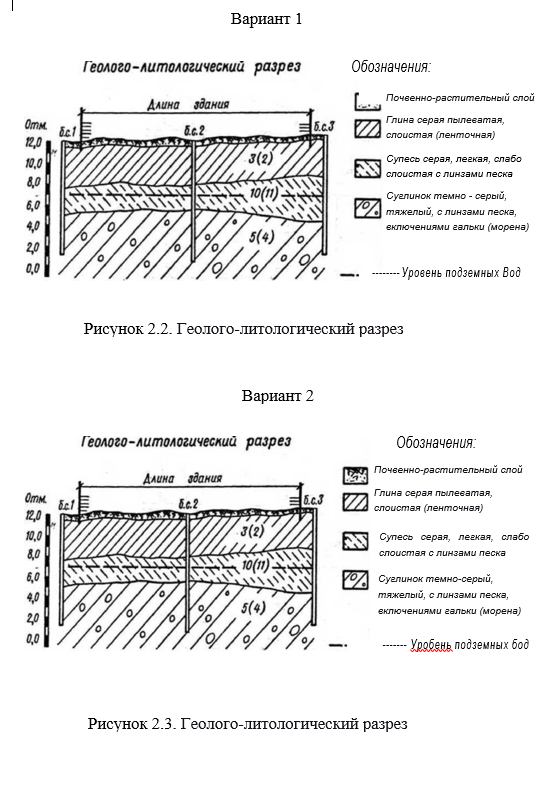 Вариант 1
Геолого-литологический разрез
Обозначения:
Длина здания
Отм.
б.с.1
б.с.2
б.с.3
12,0
10,0
8,0
6,0
4,0
2,0
0,0
3(2)
10(11)
5(4)
Почвенно-растительный слой
Глина серая пылеватая,
слоистая (ленточная)
Супесь серая, легкая, слабо
слоистая с линзами песка
Суглинок темно - серый,
тяжелый, с линзами песка,
включениями гальки (морена)
-------- Уровень подземных Вод
Рисунок 2.2. Геолого-литологический разрез
Вариант 2
Геолого-литологический разрез
Обозначения:
Длина здания
Отм.
б.с.1
б.с.2
б.с.3
12,0
10,0
8,0
6,0
4,0
2,0
0,0
3(2)
10(11)
5(4)
Почвенно-растительный слой
Глина серая пылеватая,
слоистая (ленточная)
Супесь серая, легкая, слабо
слоистая с линзами песка
Суглинок темно-серый,
тяжелый, с линзами песка,
включениями гальки (морена)
------- Уробень подземных бод
Рисунок 2.3. Геолого-литологический разрез